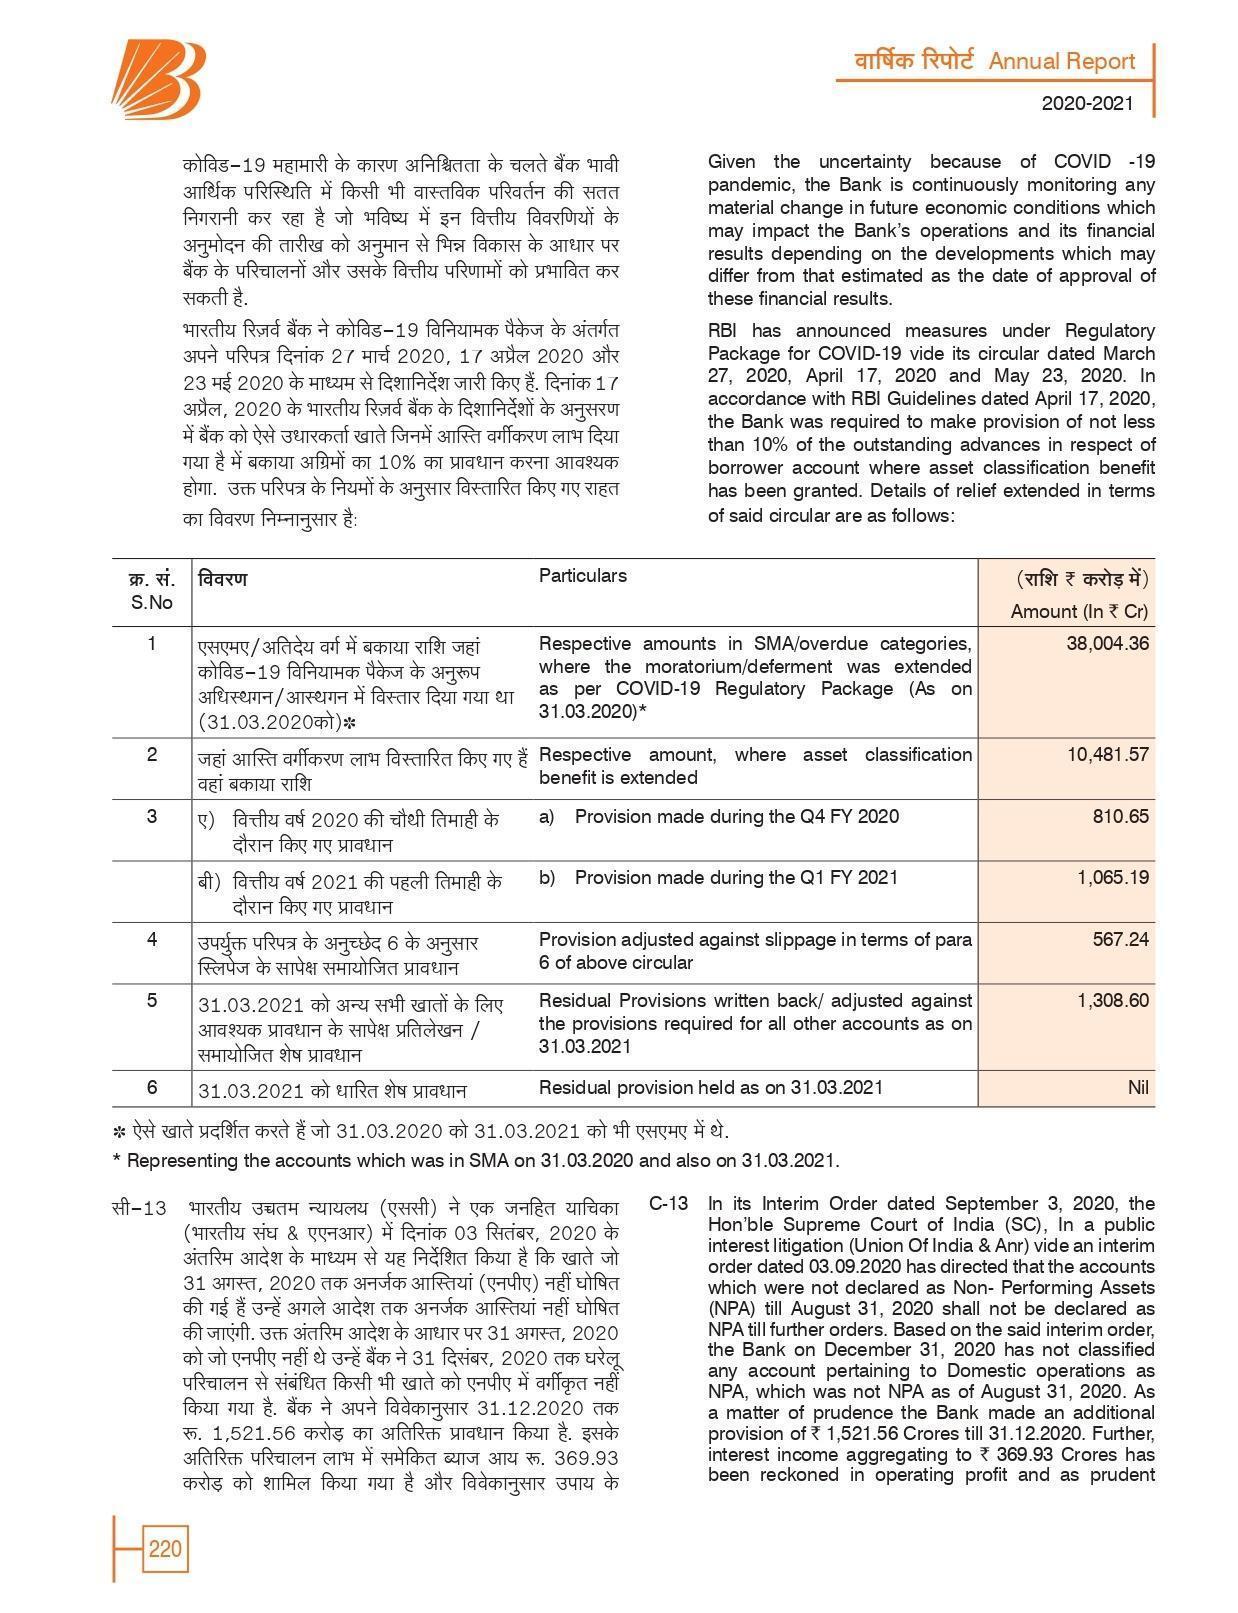 वार्षिक रिपोर्ट Annual Report
2020-2021
कोविड-19 महामारी के कारण अनिश्चितता के चलते बैंक भावी
आर्थिक परिस्थिति में किसी भी वास्तविक परिवर्तन की सतत
निगरानी कर रहा है जो भविष्य में इन वित्तीय विवरणियों के
अनुमोदन की तारीख को अनुमान से भिन्न विकास के आधार पर
बैंक के परिचालनों और उसके वित्तीय परिणामों को प्रभावित कर
सकती है.
भारतीय रिज़र्व बैंक ने कोविड-19 विनियामक पैकेज के अंतर्गत
अपने परिपत्र दिनांक 27 मार्च 2020, 17 अप्रैल 2020 और
23 मई 2020 के माध्यम से दिशानिर्देश जारी किए हैं. दिनांक 17
अप्रैल, 2020 के भारतीय रिज़र्व बैंक के दिशानिर्देशों के अनुसरण
में बैंक को ऐसे उधारकर्ता खाते जिनमें आस्ति वर्गीकरण लाभ दिया
गया है में बकाया अग्रिमों का 10% का प्रावधान करना आवश्यक
होगा. उक्त परिपत्र के नियमों के अनुसार विस्तारित किए गए राहत
का विवरण निम्नानुसार है:
Given the uncertainty because of COVID -19
pandemic, the Bank is continuously monitoring any
material change in future economic conditions which
may impact the Bank's operations and its financial
results depending on the developments which may
differ from that estimated as the date of approval of
these financial results.
RBI has announced measures under Regulatory
Package for COVID-19 vide its circular dated March
27, 2020, April 17, 2020 and May 23, 2020. In
accordance with RBI Guidelines dated April 17, 2020,
the Bank was required to make provision of not less
than 10% of the outstanding advances in respect of
borrower account where asset classification benefit
has been granted. Details of relief extended in terms
of said circular are as follows:
क्र. सं. विवरण Particulars (राशि ₹ करोड़ में)
S.No Amount (In ₹ Cr)
1 एसएमए/अतिदेय वर्ग में बकाया राशि जहां
कोविड-19 विनियामक पैकेज के अनुरूप
अधिस्थगन/आस्थगन में विस्तार दिया गया था
(31.03.2020को)*
Respective amounts in SMA/overdue categories,
where the moratorium/deferment was extended
as per COVID-19 Regulatory Package (As on
31.03.2020)*
38,004.36
2 जहां आस्ति वर्गीकरण लाभ विस्तारित किए गए हैं
वहां बकाया राशि
Respective amount, where asset classification
benefit is extended
10,481.57
3 ए) वित्तीय वर्ष 2020 की चौथी तिमाही के
दौरान किए गए प्रावधान
a) Provision made during the Q4 FY 2020
810.65
बी) वित्तीय वर्ष 2021 की पहली तिमाही के
दौरान किए गए प्रावधान
b) Provision made during the Q1 FY 2021
1,065.19
4 उपर्युक्त परिपत्र के अनुच्छेद 6 के अनुसार
स्लिपेज के सापेक्ष समायोजित प्रावधान
Provision adjusted against slippage in terms of para
6 of above circular
567.24
5 31.03.2021 को अन्य सभी खातों के लिए
आवश्यक प्रावधान के सापेक्ष प्रतिलेखन /
समायोजित शेष प्रावधान
Residual Provisions written back/ adjusted against
the provisions required for all other accounts as on
31.03.2021
1,308.60
6 31.03.2021 को धारित शेष प्रावधान
Residual provision held as on 31.03.2021
Nil
* ऐसे खाते प्रदर्शित करते हैं जो 31.03.2020 को 31.03.2021 को भी एसएमए में थे.
* Representing the accounts which was in SMA on 31.03.2020 and also on 31.03.2021.
सी-13 भारतीय उच्चतम न्यायलय (एससी) ने एक जनहित याचिका
(भारतीय संघ & एएनआर) में दिनांक 03 सितंबर, 2020 के
अंतरिम आदेश के माध्यम से यह निर्देशित किया है कि खाते जो
31 अगस्त, 2020 तक अनर्जक आस्तियां (एनपीए) नहीं घोषित
की गई हैं उन्हें अगले आदेश तक अनर्जक आस्तियां नहीं घोषित
की जाएंगी. उक्त अंतरिम आदेश के आधार पर 31 अगस्त, 2020
को जो एनपीए नहीं थे उन्हें बैंक ने 31 दिसंबर, 2020 तक घरेलू
परिचालन से संबंधित किसी भी खाते को एनपीए में वर्गीकृत नहीं
किया गया है. बैंक ने अपने विवेकानुसार 31.12.2020 तक
रू. 1,521.56 करोड़ का अतिरिक्त प्रावधान किया है. इसके
अतिरिक्त परिचालन लाभ में समेकित ब्याज आय रू. 369.93
करोड़ को शामिल किया गया है और विवेकानुसार उपाय के
C-13 In its Interim Order dated September 3, 2020, the
Hon'ble Supreme Court of India (SC), In a public
interest litigation (Union Of India & Anr) vide an interim
order dated 03.09.2020 has directed that the accounts
which were not declared as Non- Performing Assets
(NPA) till August 31, 2020 shall not be declared as
NPA till further orders. Based on the said interim order,
the Bank on December 31, 2020 has not classified
any account pertaining to Domestic operations as
NPA, which was not NPA as of August 31, 2020. As
a matter of prudence the Bank made an additional
provision of ₹ 1,521.56 Crores till 31.12.2020. Further,
interest income aggregating to ₹ 369.93 Crores has
been reckoned in operating profit and as prudent
220